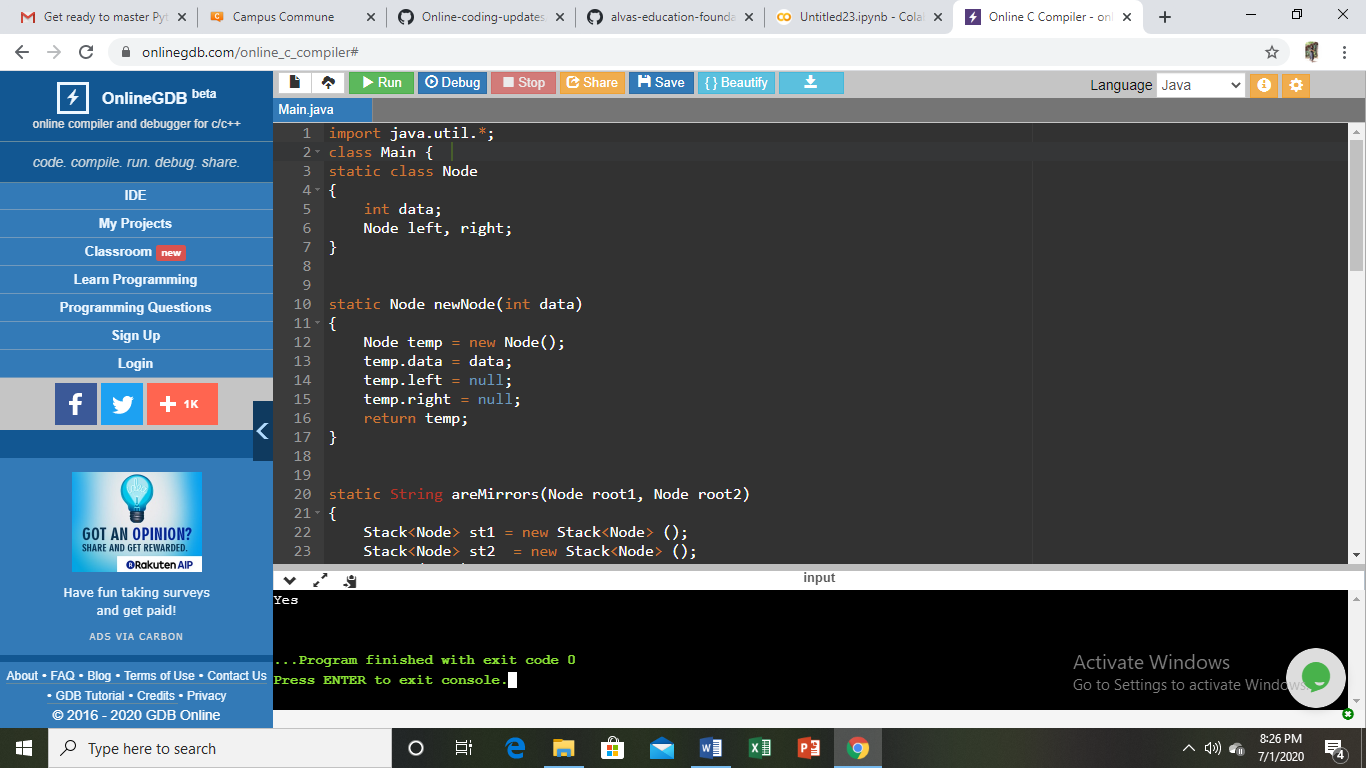 Get ready to master Pyt
Campus Commune
Online-coding-updates
alvas-education-founda
Untitled23.ipynb - Colab
Online C Compiler - onl
onlinegdb.com/online_c_compiler#
OnlineGDB beta
online compiler and debugger for c/c++
code. compile. run. debug. share.
IDE
My Projects
Classroom new
Learn Programming
Programming Questions
Sign Up
Login
f
+ 1K
GOT AN OPINION?
SHARE AND GET REWARDED.
Rakuten AIP
Have fun taking surveys
and get paid!
ADS VIA CARBON
About • FAQ • Blog • Terms of Use • Contact Us
• GDB Tutorial • Credits • Privacy
© 2016 - 2020 GDB Online
Run
Debug
Stop
Share
Save
{ } Beautify
Language Java
Main.java
1 import java.util.*;
2 class Main {
3 static class Node
4 {
5 int data;
6 Node left, right;
7 }
8
9
10 static Node newNode(int data)
11 {
12 Node temp = new Node();
13 temp.data = data;
14 temp.left = null;
15 temp.right = null;
16 return temp;
17 }
18
19
20 static String areMirrors(Node root1, Node root2)
21 {
22 Stack<Node> st1 = new Stack<Node> ();
23 Stack<Node> st2  = new Stack<Node> ();
input
Yes
...Program finished with exit code 0
Press ENTER to exit console.
Activate Windows
Go to Settings to activate Windows.
Type here to search
8:26 PM
7/1/2020
4